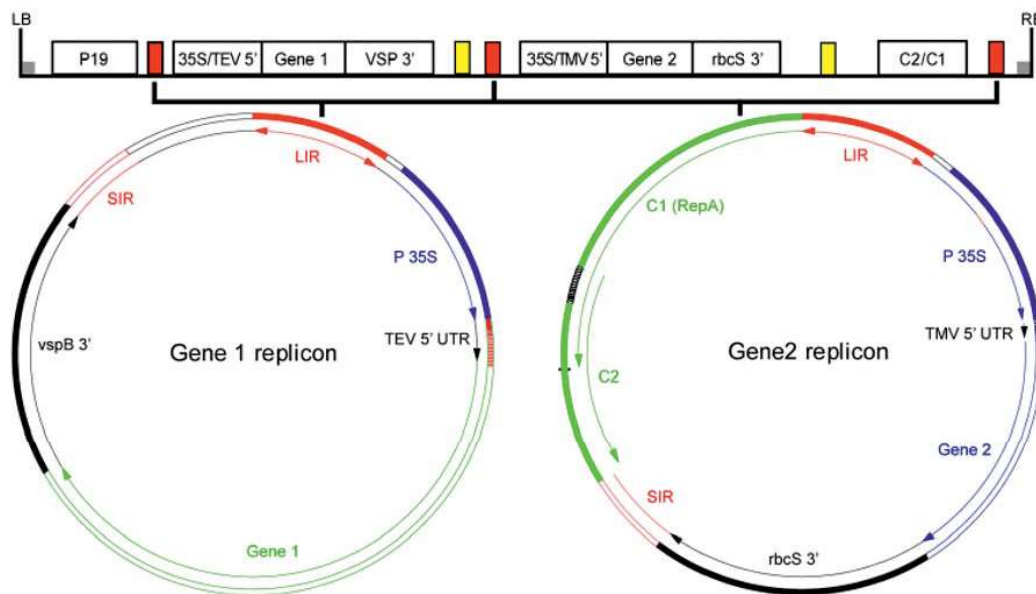 LB RB
P19 35S/TEV 5' Gene 1 VSP 3' 35S/TMV 5' Gene 2 rbcS 3' C2/C1
LIR
SIR
P 35S
TEV 5' UTR
vspB 3'
Gene 1 replicon
Gene 1
LIR
C1 (RepA)
P 35S
TMV 5' UTR
Gene2 replicon
C2
Gene 2
SIR
rbcS 3'